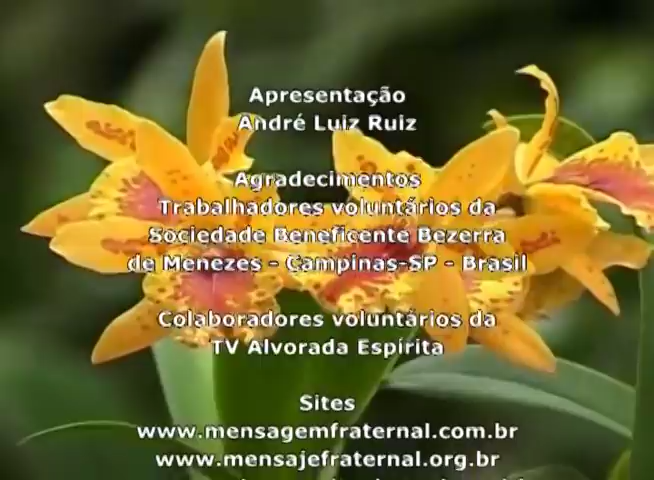 Apresentação
André Luiz Ruiz
Agradecimentos
Trabalhadores voluntários da
Sociedade Beneficente Bezerra
de Menezes - Campinas-SP - Brasil
Colaboradores voluntários da
TV Alvorada Espírita
Sites
www.mensagemfraternal.com.br
www.mensajefraternal.org.br